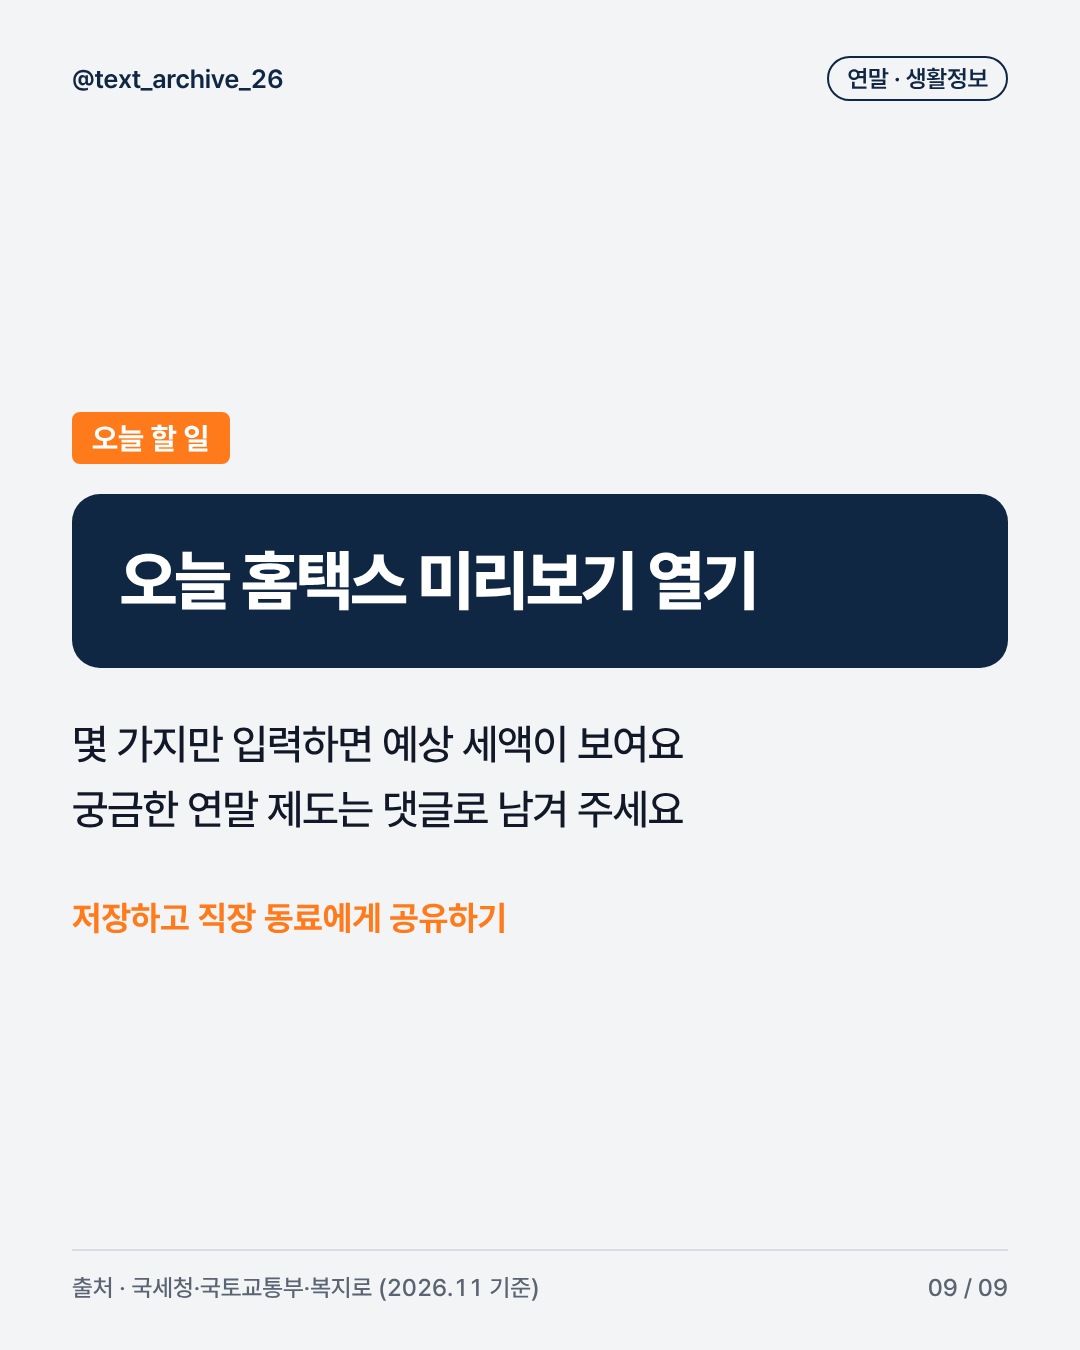 @text_archive_26
연말 · 생활정보
오늘 할 일
오늘 홈택스 미리보기 열기
몇 가지만 입력하면 예상 세액이 보여요
궁금한 연말 제도는 댓글로 남겨 주세요
저장하고 직장 동료에게 공유하기
출처 · 국세청·국토교통부·복지로 (2026.11 기준)
09 / 09